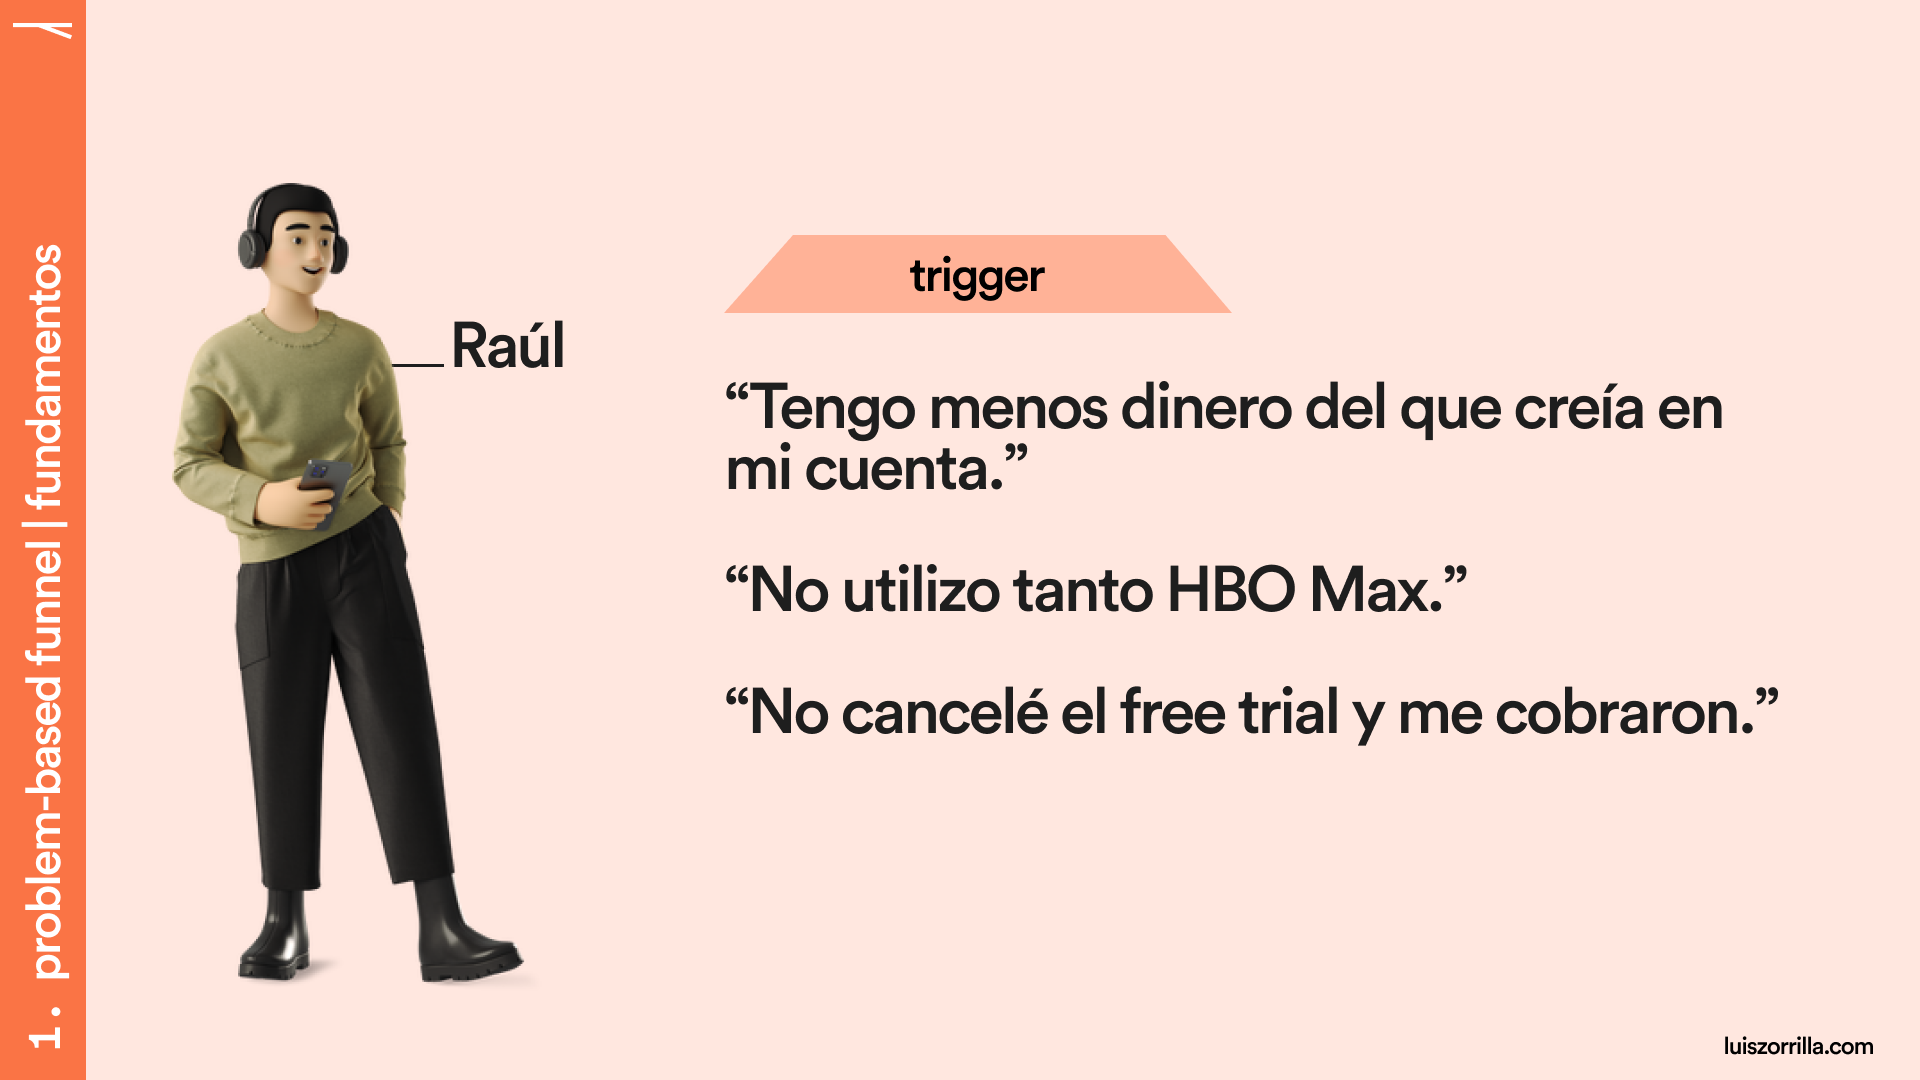 1. problem-based funnel | fundamentos
Raúl
trigger
“Tengo menos dinero del que creía en
mi cuenta.”
“No utilizo tanto HBO Max.”
“No cancelé el free trial y me cobraron.”
luiszorrilla.com